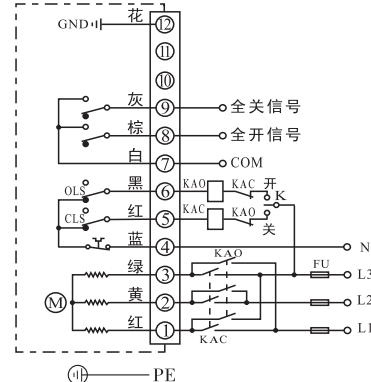 花
GND
12
11
10
灰
9
全关信号
棕
8
全开信号
白
7
COM
黑
OLS
6
KAO
KAC
开
K
红
CLS
5
KAC
KAO
关
蓝
4
N
绿
3
KAO
FU
L3
M
黄
2
L2
红
1
KAC
L1
PE